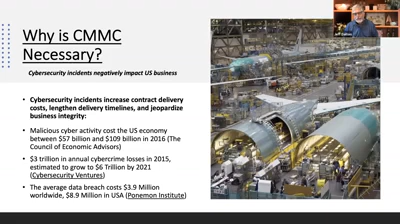 Why is CMMC
Necessary?
Cybersecurity incidents negatively impact US business
• Cybersecurity incidents increase contract delivery
costs, lengthen delivery timelines, and jeopardize
business integrity:
• Malicious cyber activity cost the US economy
between $57 billion and $109 billion in 2016 (The
Council of Economic Advisors)
• $3 trillion in annual cybercrime losses in 2015,
estimated to grow to $6 Trillion by 2021
(Cybersecurity Ventures)
• The average data breach costs $3.9 Million
worldwide, $8.9 Million in USA (Ponemon Institute)
Jeff